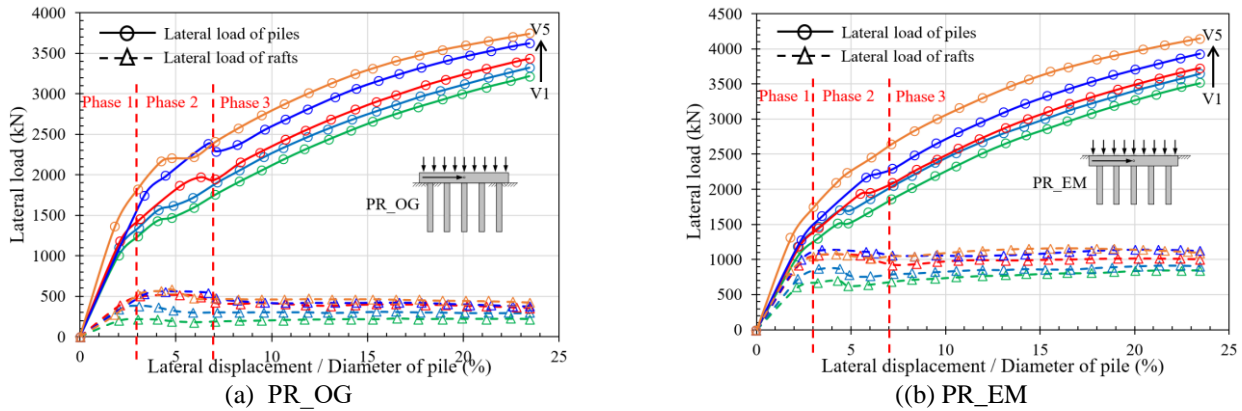 4000
3500
3000
2500
2000
1500
1000
500
0
Lateral load (kN)
Lateral load of piles
Lateral load of rafts
V5
V1
Phase 1
Phase 2
Phase 3
PR_OG
0
5
10
15
20
25
Lateral displacement / Diameter of pile (%)
(a) PR_OG
4500
4000
3500
3000
2500
2000
1500
1000
500
0
Lateral load (kN)
Lateral load of piles
Lateral load of rafts
V5
V1
Phase 1
Phase 2
Phase 3
PR_EM
0
5
10
15
20
25
Lateral displacement / Diameter of pile (%)
((b) PR_EM